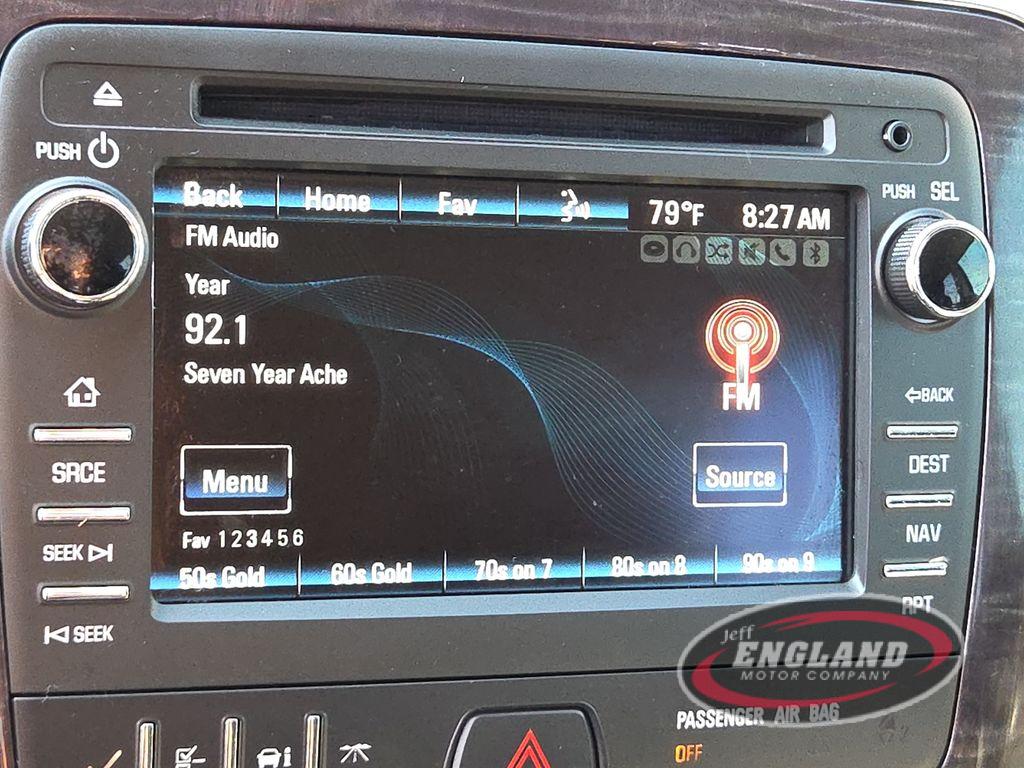 PUSH
Back Home Fav 79°F 8:27AM
PUSH SEL
FM Audio
Year
92.1
Seven Year Ache
FM
BACK
SRCE
Menu
Source
DEST
SEEK
Fav 1 2 3 4 5 6
NAV
50s Gold 60s Gold 70s on 7 80s on 8 90s on 9
SEEK
RPT
Jeff
ENGLAND
MOTOR COMPANY
PASSENGER AIR BAG
OFF